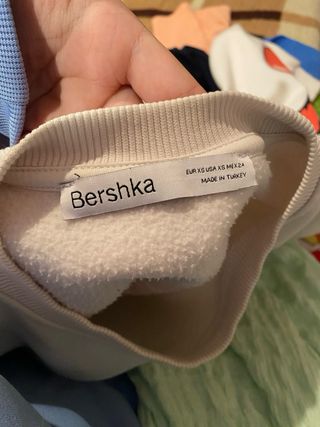 Bershka
EUR XS USA XS MEX 24
MADE IN TURKEY